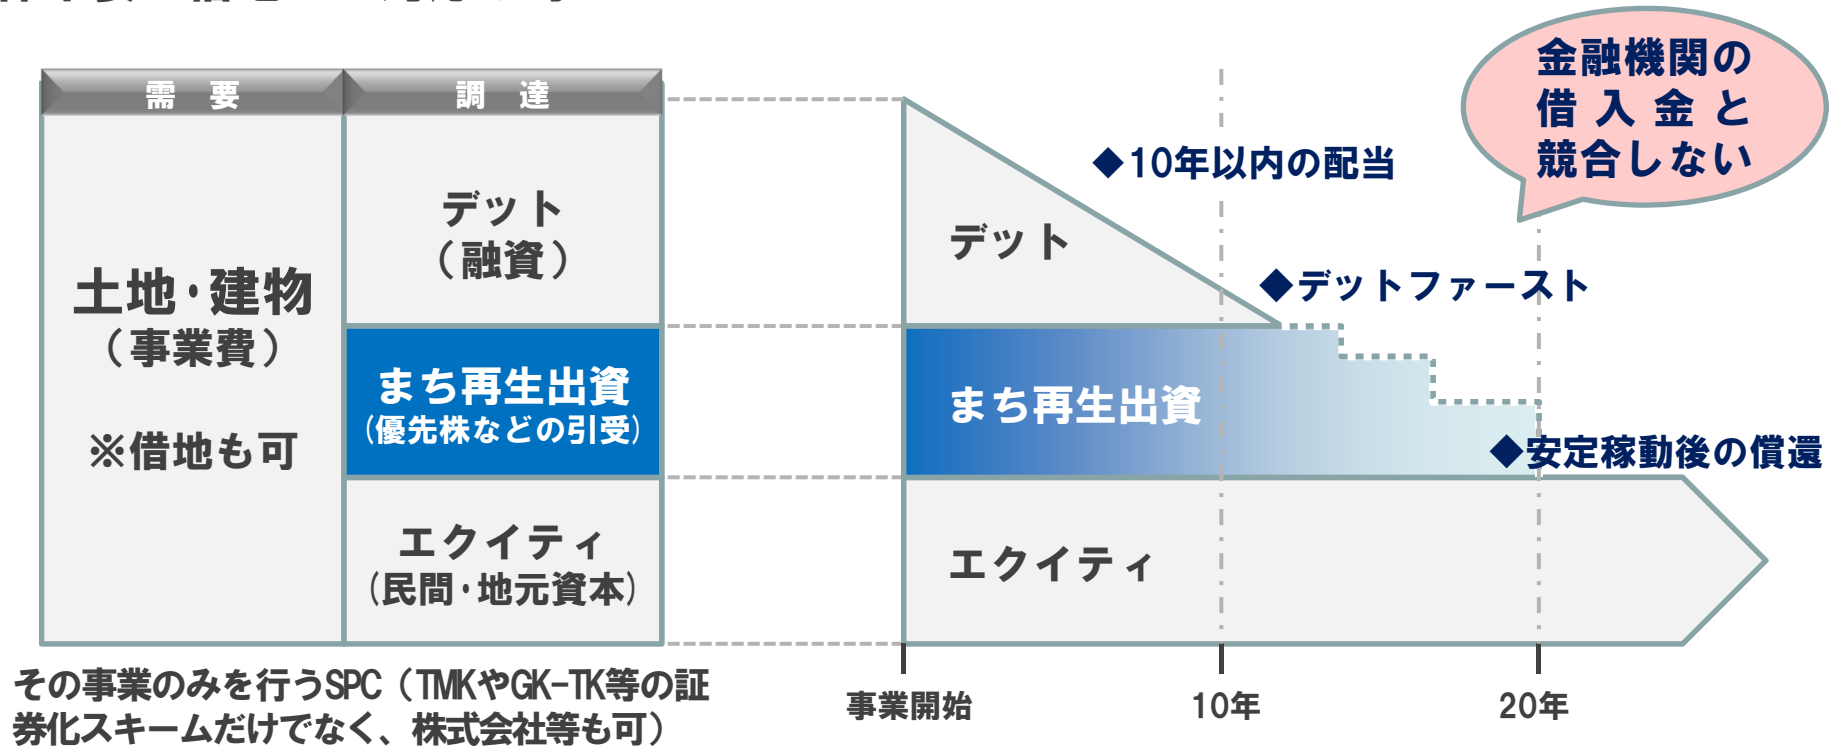 需 要
調 達
土地・建物
（事業費）
※借地も可
デット
（融資）
まち再生出資
(優先株などの引受)
エクイティ
(民間・地元資本)
その事業のみを行うSPC（TMKやGK-TK等の証
券化スキームだけでなく、株式会社等も可）
金融機関の
借入金と
競合しない
◆10年以内の配当
デット
◆デットファースト
まち再生出資
◆安定稼動後の償還
エクイティ
事業開始
10年
20年